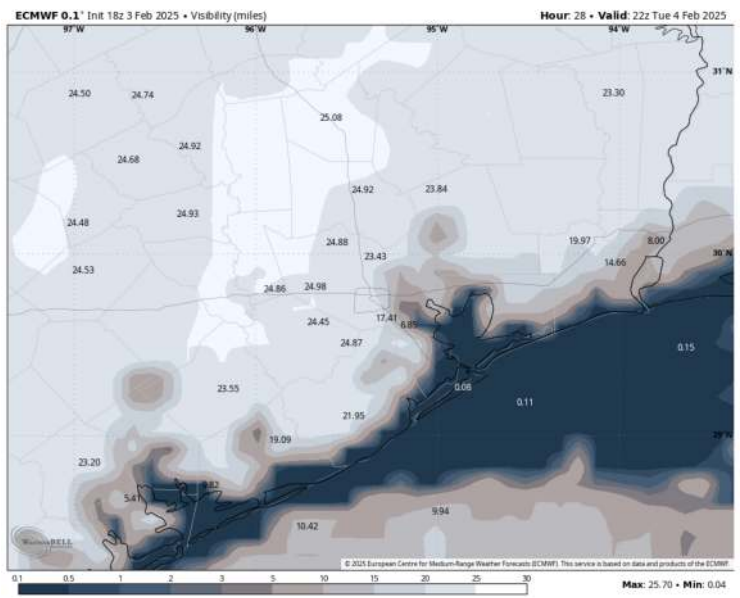 ECMWF 0.1° Init 18z 3 Feb 2025 • Visibility (miles) Hour: 28 • Valid: 22z Tue 4 Feb 2025
97°W 96°W 95°W 94°W
31°N
24.50 24.74 23.30
25.08
24.92
24.68
24.92 23.84
24.93
24.48
24.88 19.97 8.00
30°N
23.43
24.53 14.66
24.86 24.98
24.45 17.41 8.85
24.87 0.15
23.55 0.08
0.11
21.95
29°N
19.09
23.20
5.41 9.82
9.94
10.42
WeatherBELL
© 2025 European Centre for Medium-Range Weather Forecasts (ECMWF). This service is based on data and products of the ECMWF.
0.1 0.5 1 2 3 5 10 15 20 25 30
Max: 25.70 • Min: 0.04